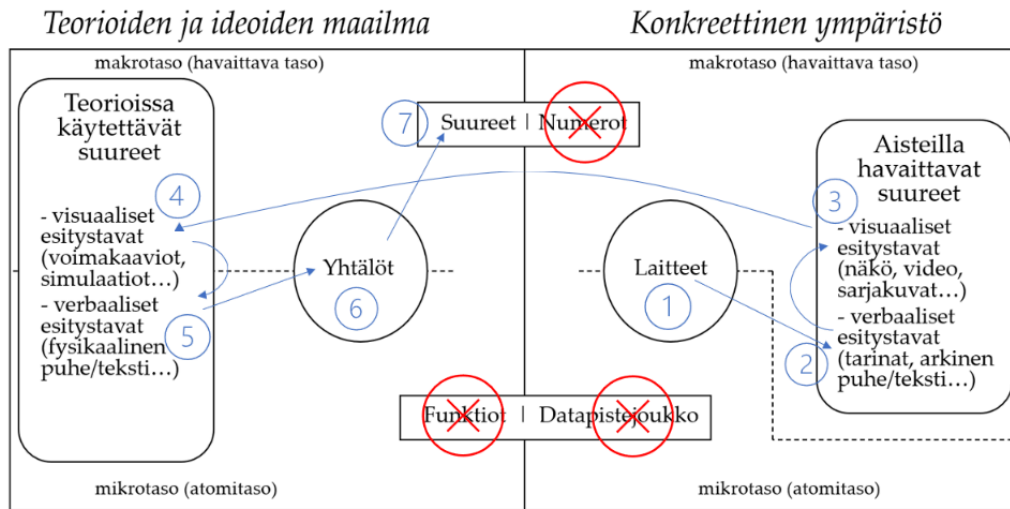 Teorioiden ja ideoiden maailma
Konkreettinen ympäristö
makrotaso (havaittava taso)
makrotaso (havaittava taso)
Teorioissa
käytettävät
suureet
7
Suureet | Numerot
Aisteilla
havaittavat
suureet
4
3
- visuaaliset
esitystavat
(voimakaaviot,
simulaatiot...)
- verbaaliset
esitystavat
(fysikaalinen
puhe/teksti...)
5
Yhtälöt
6
Laitteet
1
- visuaaliset
esitystavat
(näkö, video,
sarjakuvat...)
- verbaaliset
esitystavat
(tarinat, arkinen
puhe/teksti...)
2
Funktiot | Datapistejoukko
mikrotaso (atomitaso)
mikrotaso (atomitaso)